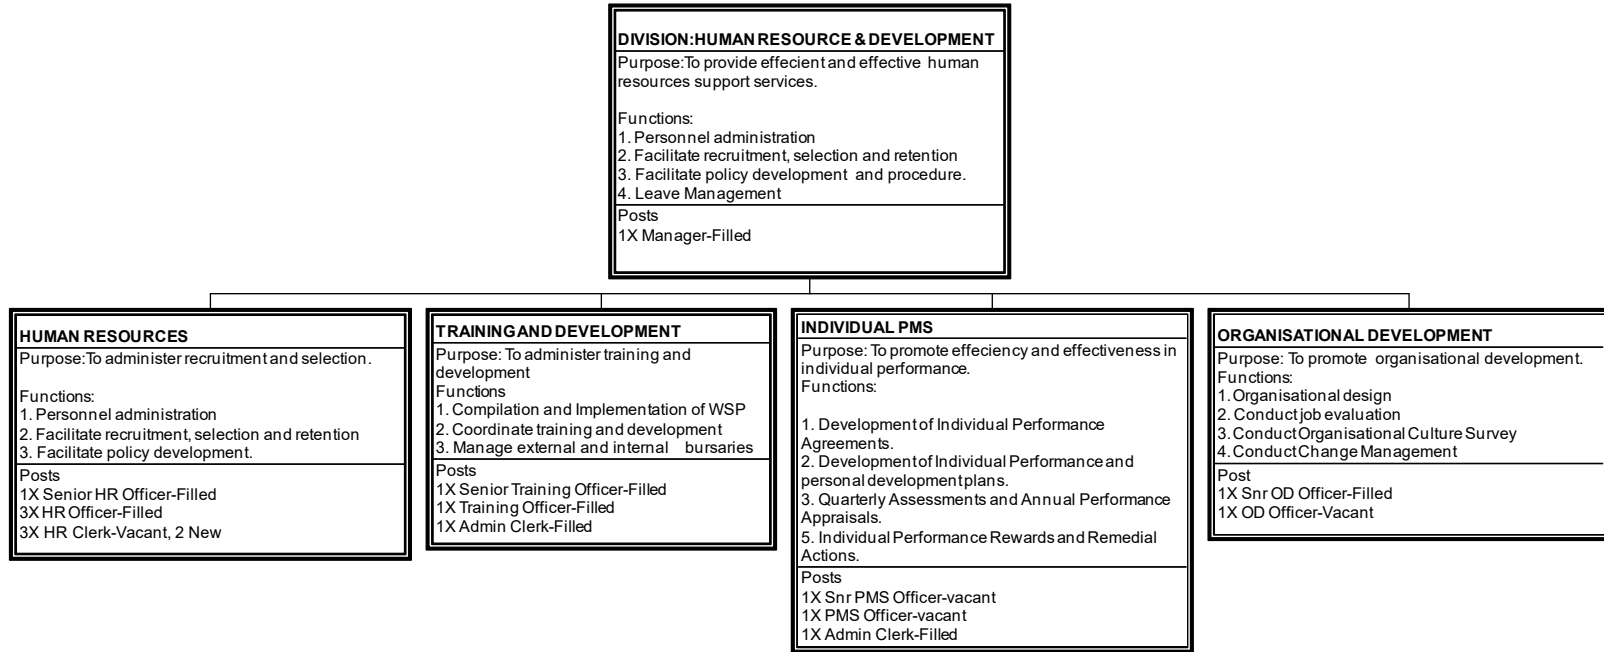 DIVISION:HUMAN RESOURCE & DEVELOPMENT
Purpose:To provide effecient and effective human
resources support services.
Functions:
1. Personnel administration
2. Facilitate recruitment, selection and retention
3. Facilitate policy development and procedure.
4. Leave Management
Posts
1X Manager-Filled
HUMAN RESOURCES
Purpose:To administer recruitment and selection.
Functions:
1. Personnel administration
2. Facilitate recruitment, selection and retention
3. Facilitate policy development.
Posts
1X Senior HR Officer-Filled
3X HR Officer-Filled
3X HR Clerk-Vacant, 2 New
TRAINING AND DEVELOPMENT
Purpose: To administer training and
development
Functions
1. Compilation and Implementation of WSP
2. Coordinate training and development
3. Manage external and internal bursaries
Posts
1X Senior Training Officer-Filled
1X Training Officer-Filled
1X Admin Clerk-Filled
INDIVIDUAL PMS
Purpose: To promote effeciency and effectiveness in
individual performance.
Functions:
1. Development of Individual Performance
Agreements.
2. Development of Individual Performance and
personal development plans.
3. Quarterly Assessments and Annual Performance
Appraisals.
5. Individual Performance Rewards and Remedial
Actions.
Posts
1X Snr PMS Officer-vacant
1X PMS Officer-vacant
1X Admin Clerk-Filled
ORGANISATIONAL DEVELOPMENT
Purpose: To promote organisational development.
Functions:
1. Organisational design
2. Conduct job evaluation
3. Conduct Organisational Culture Survey
4. Conduct Change Management
Post
1X Snr OD Officer-Filled
1X OD Officer-Vacant